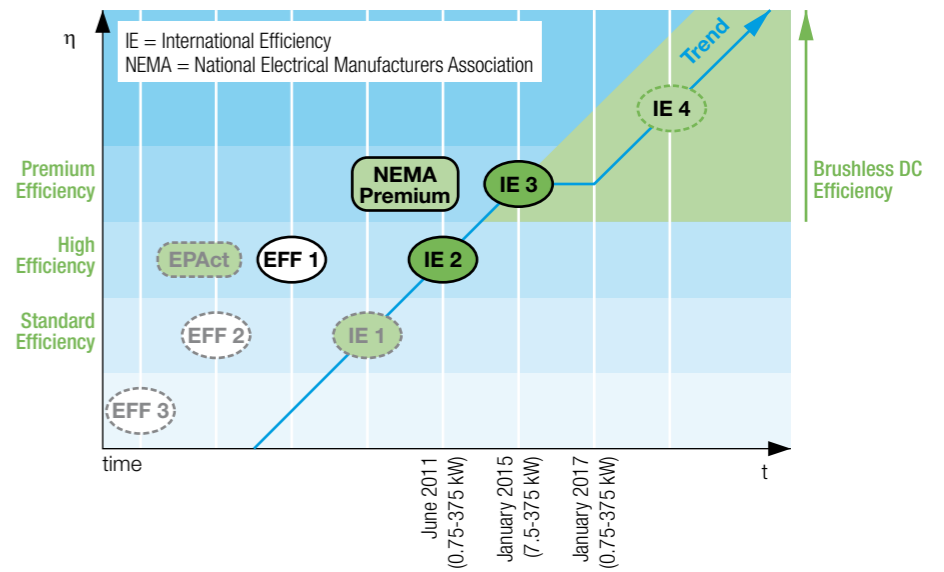 η
IE = International Efficiency
NEMA = National Electrical Manufacturers Association
Trend
IE 4
Premium
Efficiency
NEMA
Premium
IE 3
Brushless DC
Efficiency
High
Efficiency
EPAct
EFF 1
IE 2
Standard
Efficiency
EFF 2
IE 1
EFF 3
time
t
June 2011
(0.75-375 kW)
January 2015
(7.5-375 kW)
January 2017
(0.75-375 kW)